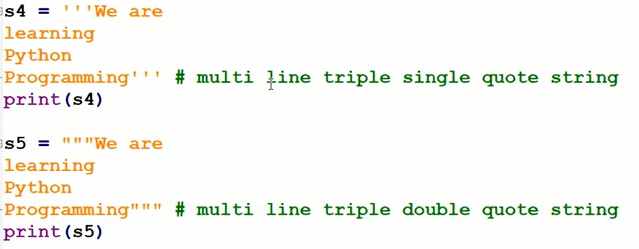 s4 = '''We are
learning
Python
Programming''' # multi line triple single quote string
print(s4)
s5 = """We are
learning
Python
Programming""" # multi line triple double quote string
print(s5)